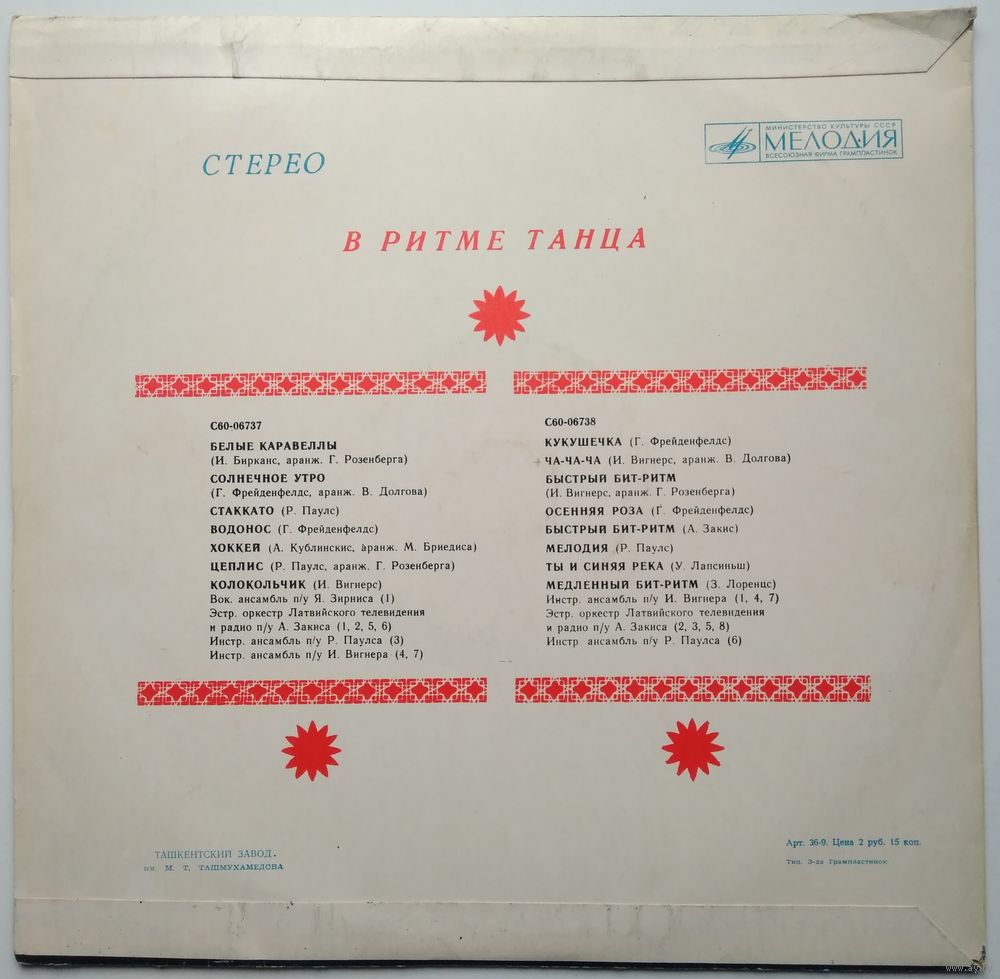 СТЕРЕО
МИНИСТЕРСТВО КУЛЬТУРЫ СССР
МЕЛОДИЯ
ВСЕСОЮЗНАЯ ФИРМА ГРАМПЛАСТИНОК
В РИТМЕ ТАНЦА
С60-06737
БЕЛЫЕ КАРАВЕЛЛЫ
(И. Бирканс, аранж. Г. Розенберга)
СОЛНЕЧНОЕ УТРО
(Г. Фрейденфелдс, аранж. В. Долгова)
СТАККАТО (Р. Паулс)
ВОДОНОС (Г. Фрейденфелдс)
ХОККЕЙ (А. Кублинскис, аранж. М. Бриедиса)
ЦЕПЛИС (Р. Паулс, аранж. Г. Розенберга)
КОЛОКОЛЬЧИК (И. Вигнерс)
Вок. ансамбль п/у Я. Зирниса (1)
Эстр. оркестр Латвийского телевидения
и радио п/у А. Закиса (1, 2, 5, 6)
Инстр. ансамбль п/у Р. Паулса (3)
Инстр. ансамбль п/у И. Вигнера (4, 7)
С60-06738
КУКУШЕЧКА (Г. Фрейденфелдс)
ЧА-ЧА-ЧА (И. Вигнерс, аранж. В. Долгова)
БЫСТРЫЙ БИТ-РИТМ
(И. Вигнерс, аранж. Г. Розенберга)
ОСЕННЯЯ РОЗА (Г. Фрейденфелдс)
БЫСТРЫЙ БИТ-РИТМ (А. Закис)
МЕЛОДИЯ (Р. Паулс)
ТЫ И СИНЯЯ РЕКА (У. Лапсиньш)
МЕДЛЕННЫЙ БИТ-РИТМ (З. Лоренцс)
Инстр. ансамбль п/у И. Вигнера (1, 4, 7)
Эстр. оркестр Латвийского телевидения
и радио п/у А. Закиса (2, 3, 5, 8)
Инстр ансамбль п/у Р. Паулса (6)
ТАШКЕНТСКИЙ ЗАВОД.
им. М. Т. ТАШМУХАМЕДОВА
Арт. 36-9. Цена 2 руб. 15 коп.
Тип. З-да Грампластинок